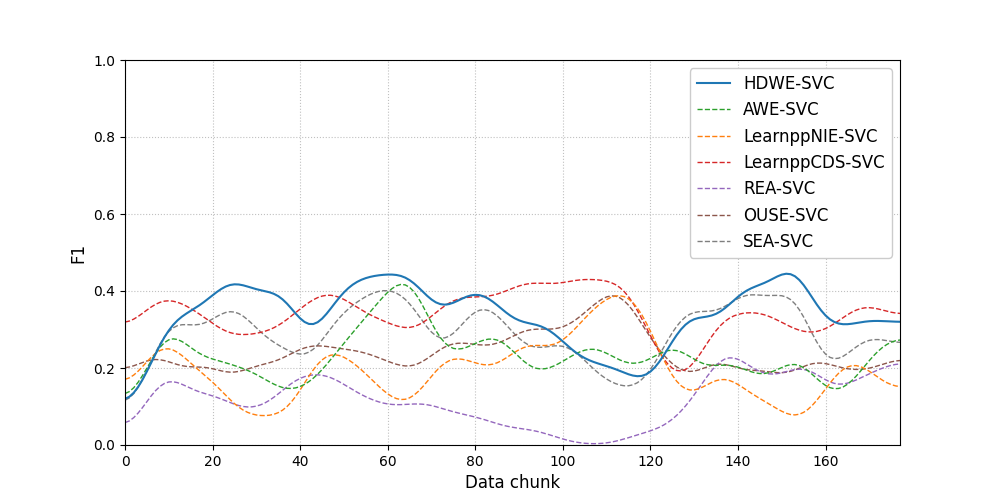 1.0
0.8
0.6
0.4
0.2
0.0
F1
0
20
40
60
80
100
120
140
160
Data chunk
HDWE-SVC
AWE-SVC
LearnppNIE-SVC
LearnppCDS-SVC
REA-SVC
OUSE-SVC
SEA-SVC